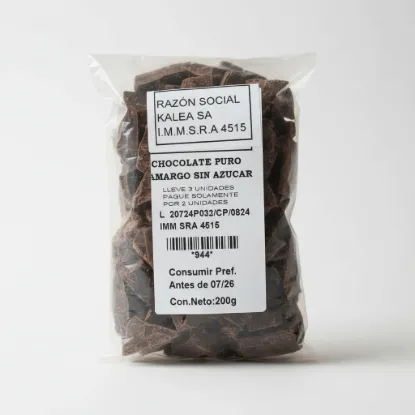 RAZÓN SOCIAL
KALEA SA
I.M.M.S.R.A 4515
CHOCOLATE PURO
AMARGO SIN AZUCAR
LLEVE 3 UNIDADES
PAGUE SOLAMENTE
POR 2 UNIDADES
L 20724P032/CP/0824
IMM SRA 4515
*944*
Consumir Pref.
Antes de 07/26
Con.Neto:200g